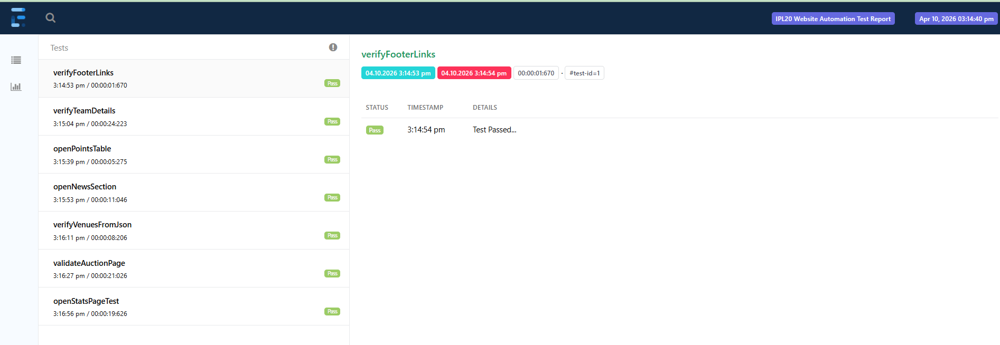 IPL20 Website Automation Test Report
Apr 10, 2026 03:14:40 pm
Tests
verifyFooterLinks
3:14:53 pm / 00:00:01:670
Pass
verifyTeamDetails
3:15:04 pm / 00:00:24:223
Pass
openPointsTable
3:15:39 pm / 00:00:05:275
Pass
openNewsSection
3:15:53 pm / 00:00:11:046
Pass
verifyVenuesFromJson
3:16:11 pm / 00:00:08:206
Pass
validateAuctionPage
3:16:27 pm / 00:00:21:026
Pass
openStatsPageTest
3:16:56 pm / 00:00:19:626
Pass
verifyFooterLinks
04.10.2026 3:14:53 pm 04.10.2026 3:14:54 pm 00:00:01:670 · #test-id=1
STATUS TIMESTAMP DETAILS
Pass 3:14:54 pm Test Passed...